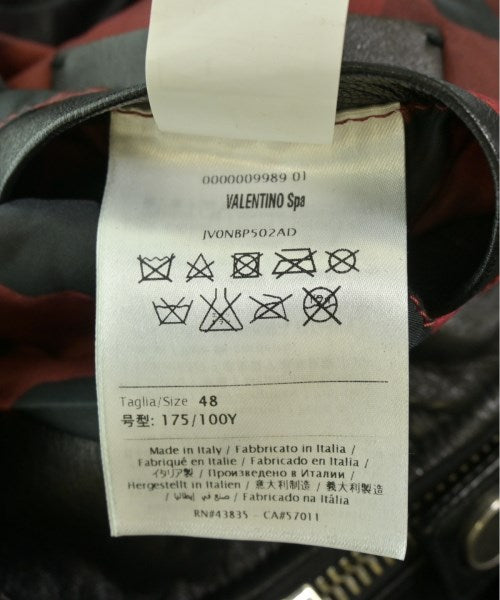 0000009989 01
VALENTINO Spa
JV0NBP502AD
Taglia/Size 48
号型: 175/100Y
Made in Italy / Fabbricato in Italia /
Fabriqué en Italie / Fabricado en Italia /
イタリア製 / Произведено в Италии /
Hergestellt in Italien / 意大利制造 / 義大利製造
/ صنع في إيطاليا / Fabricado na Itália
RN#43835 - CA#57011